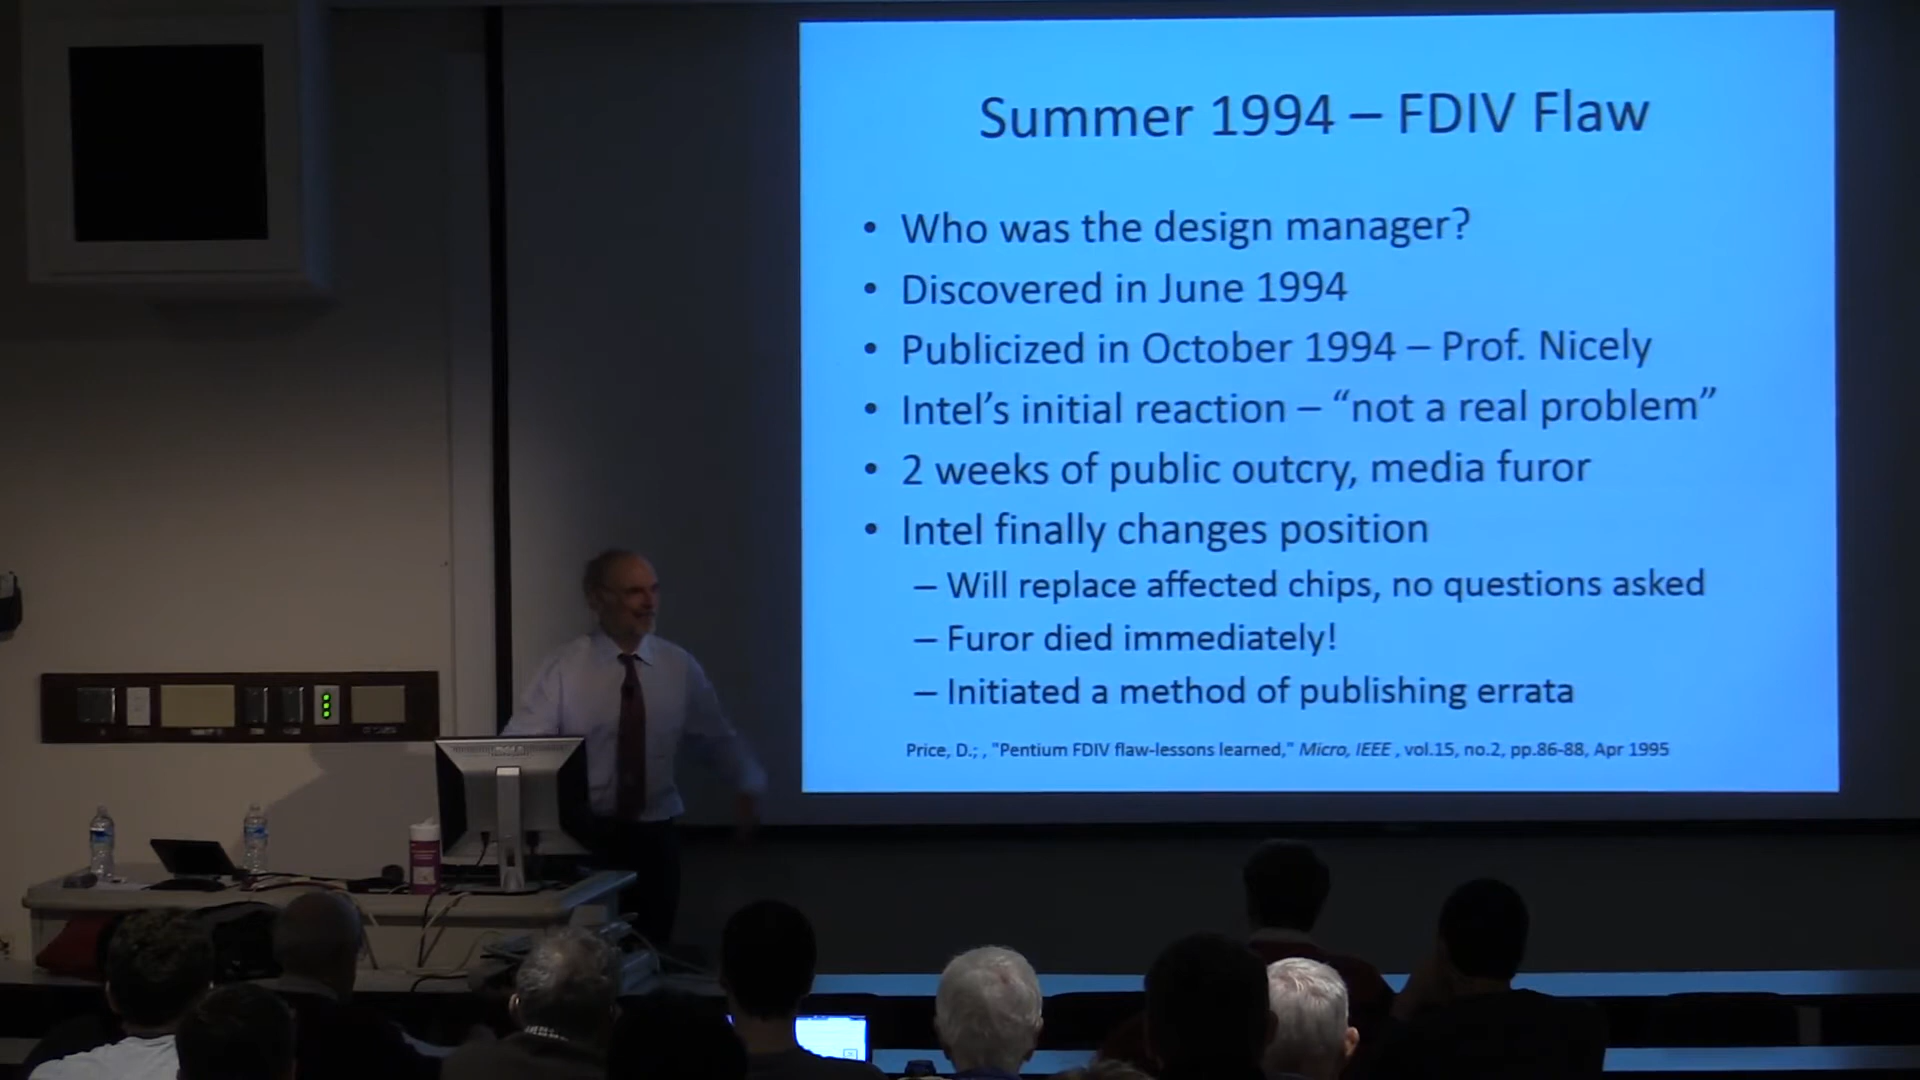 Summer 1994 – FDIV Flaw
• Who was the design manager?
• Discovered in June 1994
• Publicized in October 1994 – Prof. Nicely
• Intel’s initial reaction – “not a real problem”
• 2 weeks of public outcry, media furor
• Intel finally changes position
– Will replace affected chips, no questions asked
– Furor died immediately!
– Initiated a method of publishing errata
Price, D.; , "Pentium FDIV flaw-lessons learned," Micro, IEEE , vol.15, no.2, pp.86-88, Apr 1995